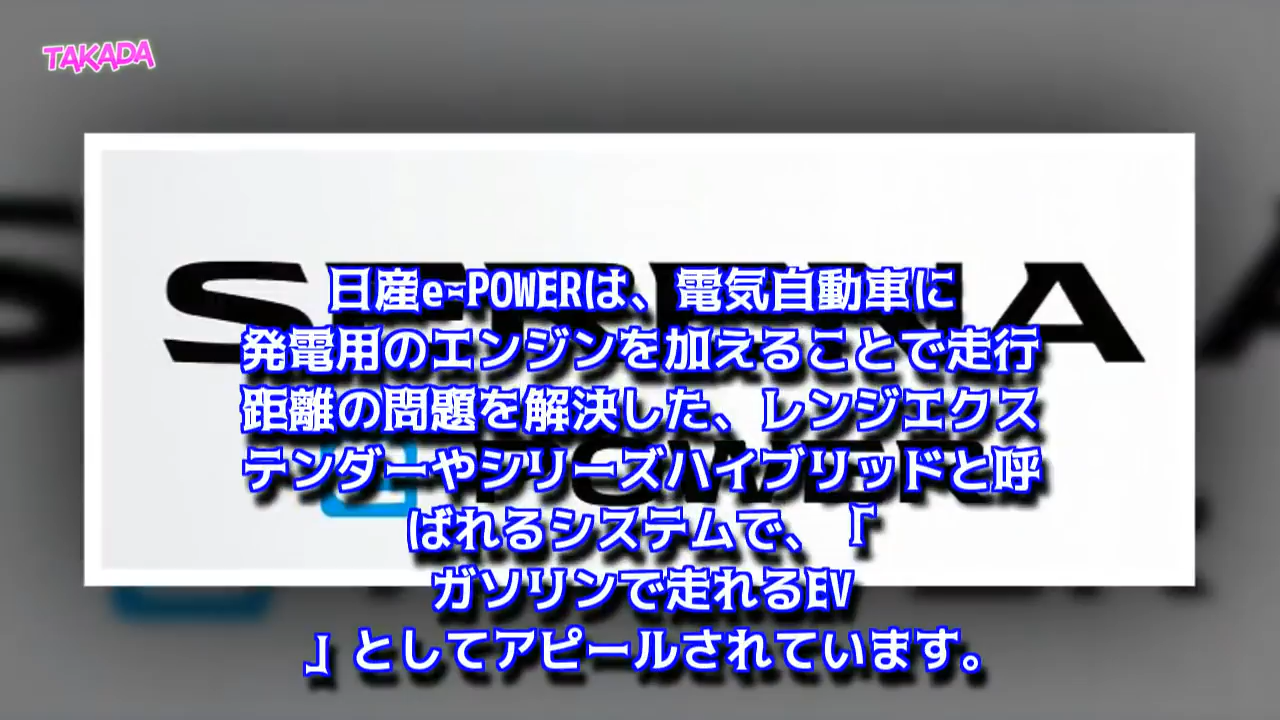 TAKADA
SERENA
日産e-POWERは、電気自動車に
発電用のエンジンを加えることで走行
距離の問題を解決した、レンジエクス
テンダーやシリーズハイブリッドと呼
ばれるシステムで、「
ガソリンで走れるEV
」としてアピールされています。
POWER